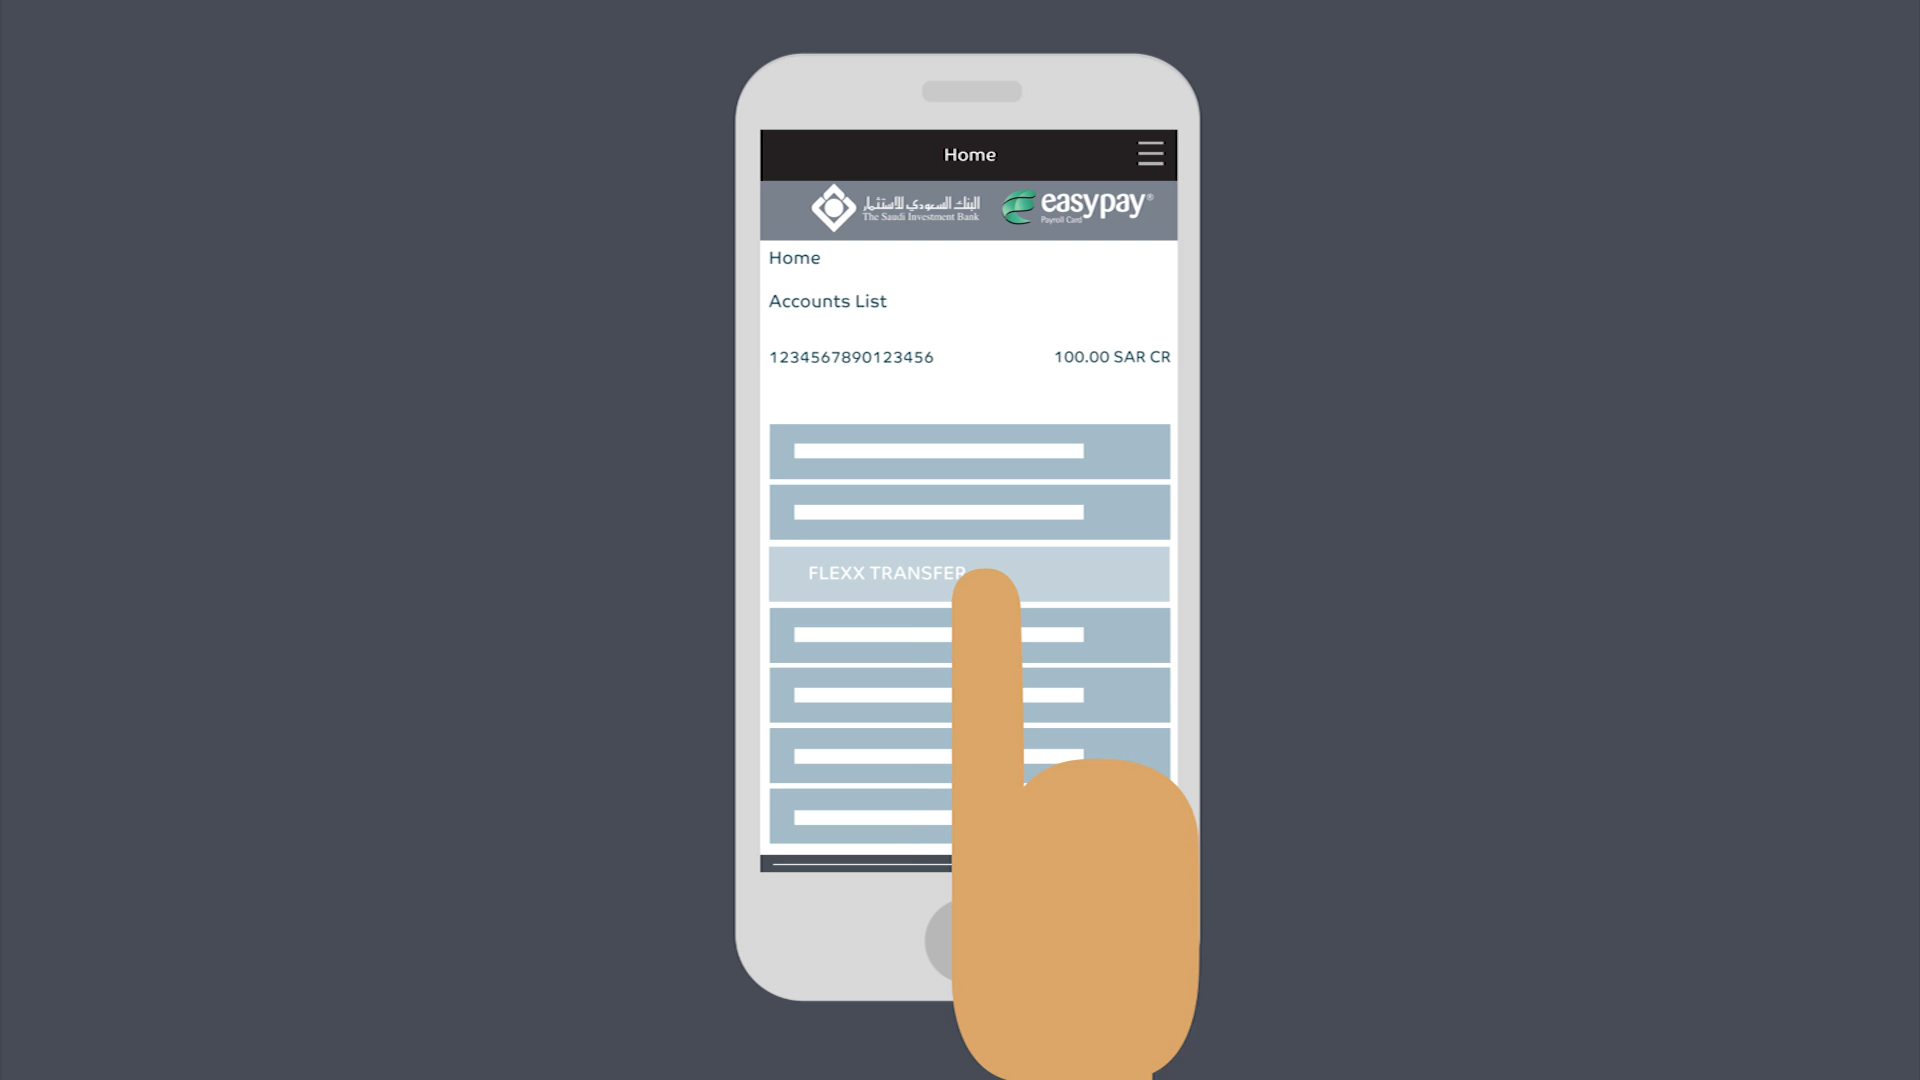 Home
البنك السعودي للاستثمار
The Saudi Investment Bank
easypay®
Payroll Card
Home
Accounts List
1234567890123456 100.00 SAR CR
FLEXX TRANSFER